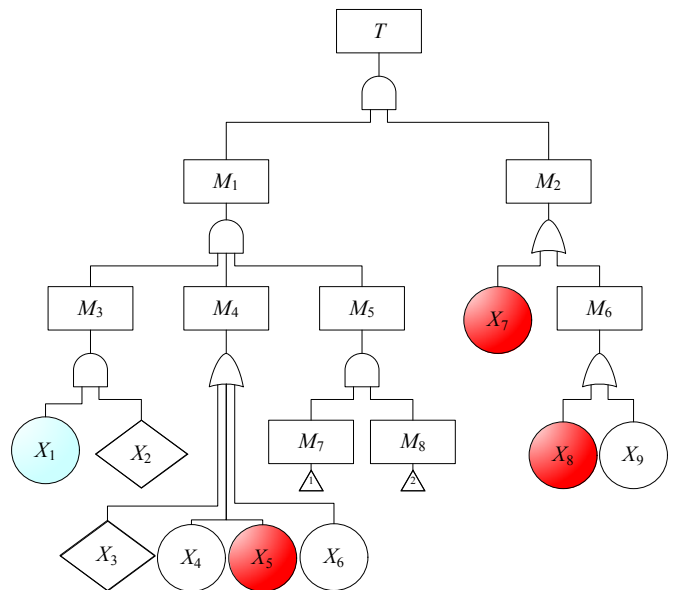 T
M₁
M₂
M₃ M₄ M₅
X₇ M₆
X₁ X₂ M₇ M₈ X₈ X₉
1 2
X₃ X₄ X₅ X₆